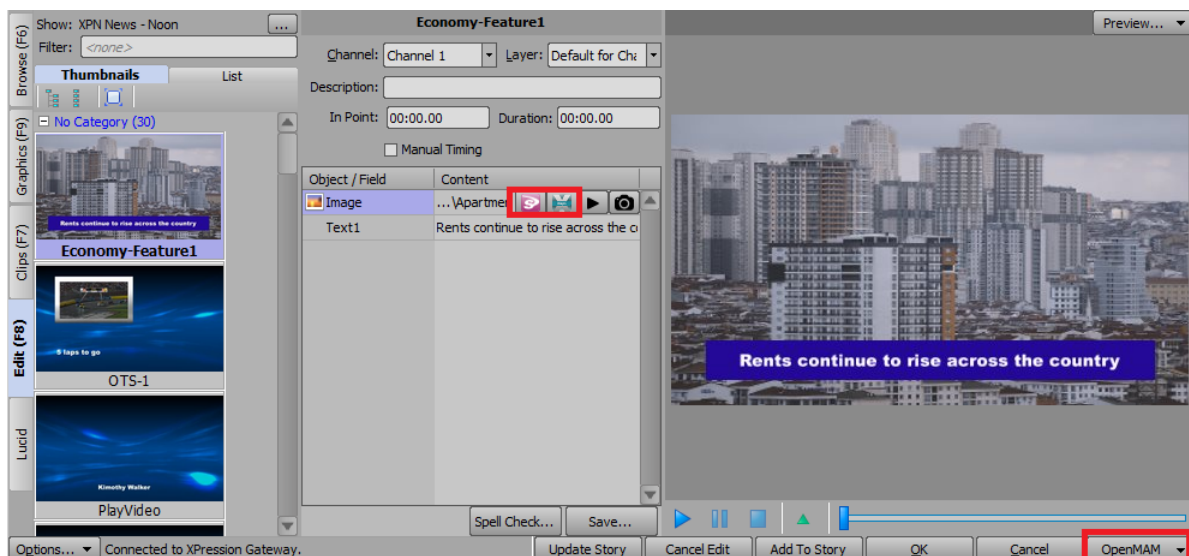 Show: XPN News - Noon
...
Filter: <none>
Thumbnails
List
No Category (30)
Rents continue to rise across the country
Economy-Feature1
5 laps to go
OTS-1
Kimothy Walker
PlayVideo
Browse (F6)
Graphics (F9)
Clips (F7)
Edit (F8)
Lucid
Economy-Feature1
Channel: Channel 1
Layer: Default for Cha
Description:
In Point: 00:00.00
Duration: 00:00.00
Manual Timing
Object / Field
Content
Image
...\Apartmen
Text1
Rents continue to rise across the co
Spell Check...
Save...
Preview...
Rents continue to rise across the country
Options...
Connected to XPression Gateway.
Update Story
Cancel Edit
Add To Story
OK
Cancel
OpenMAM